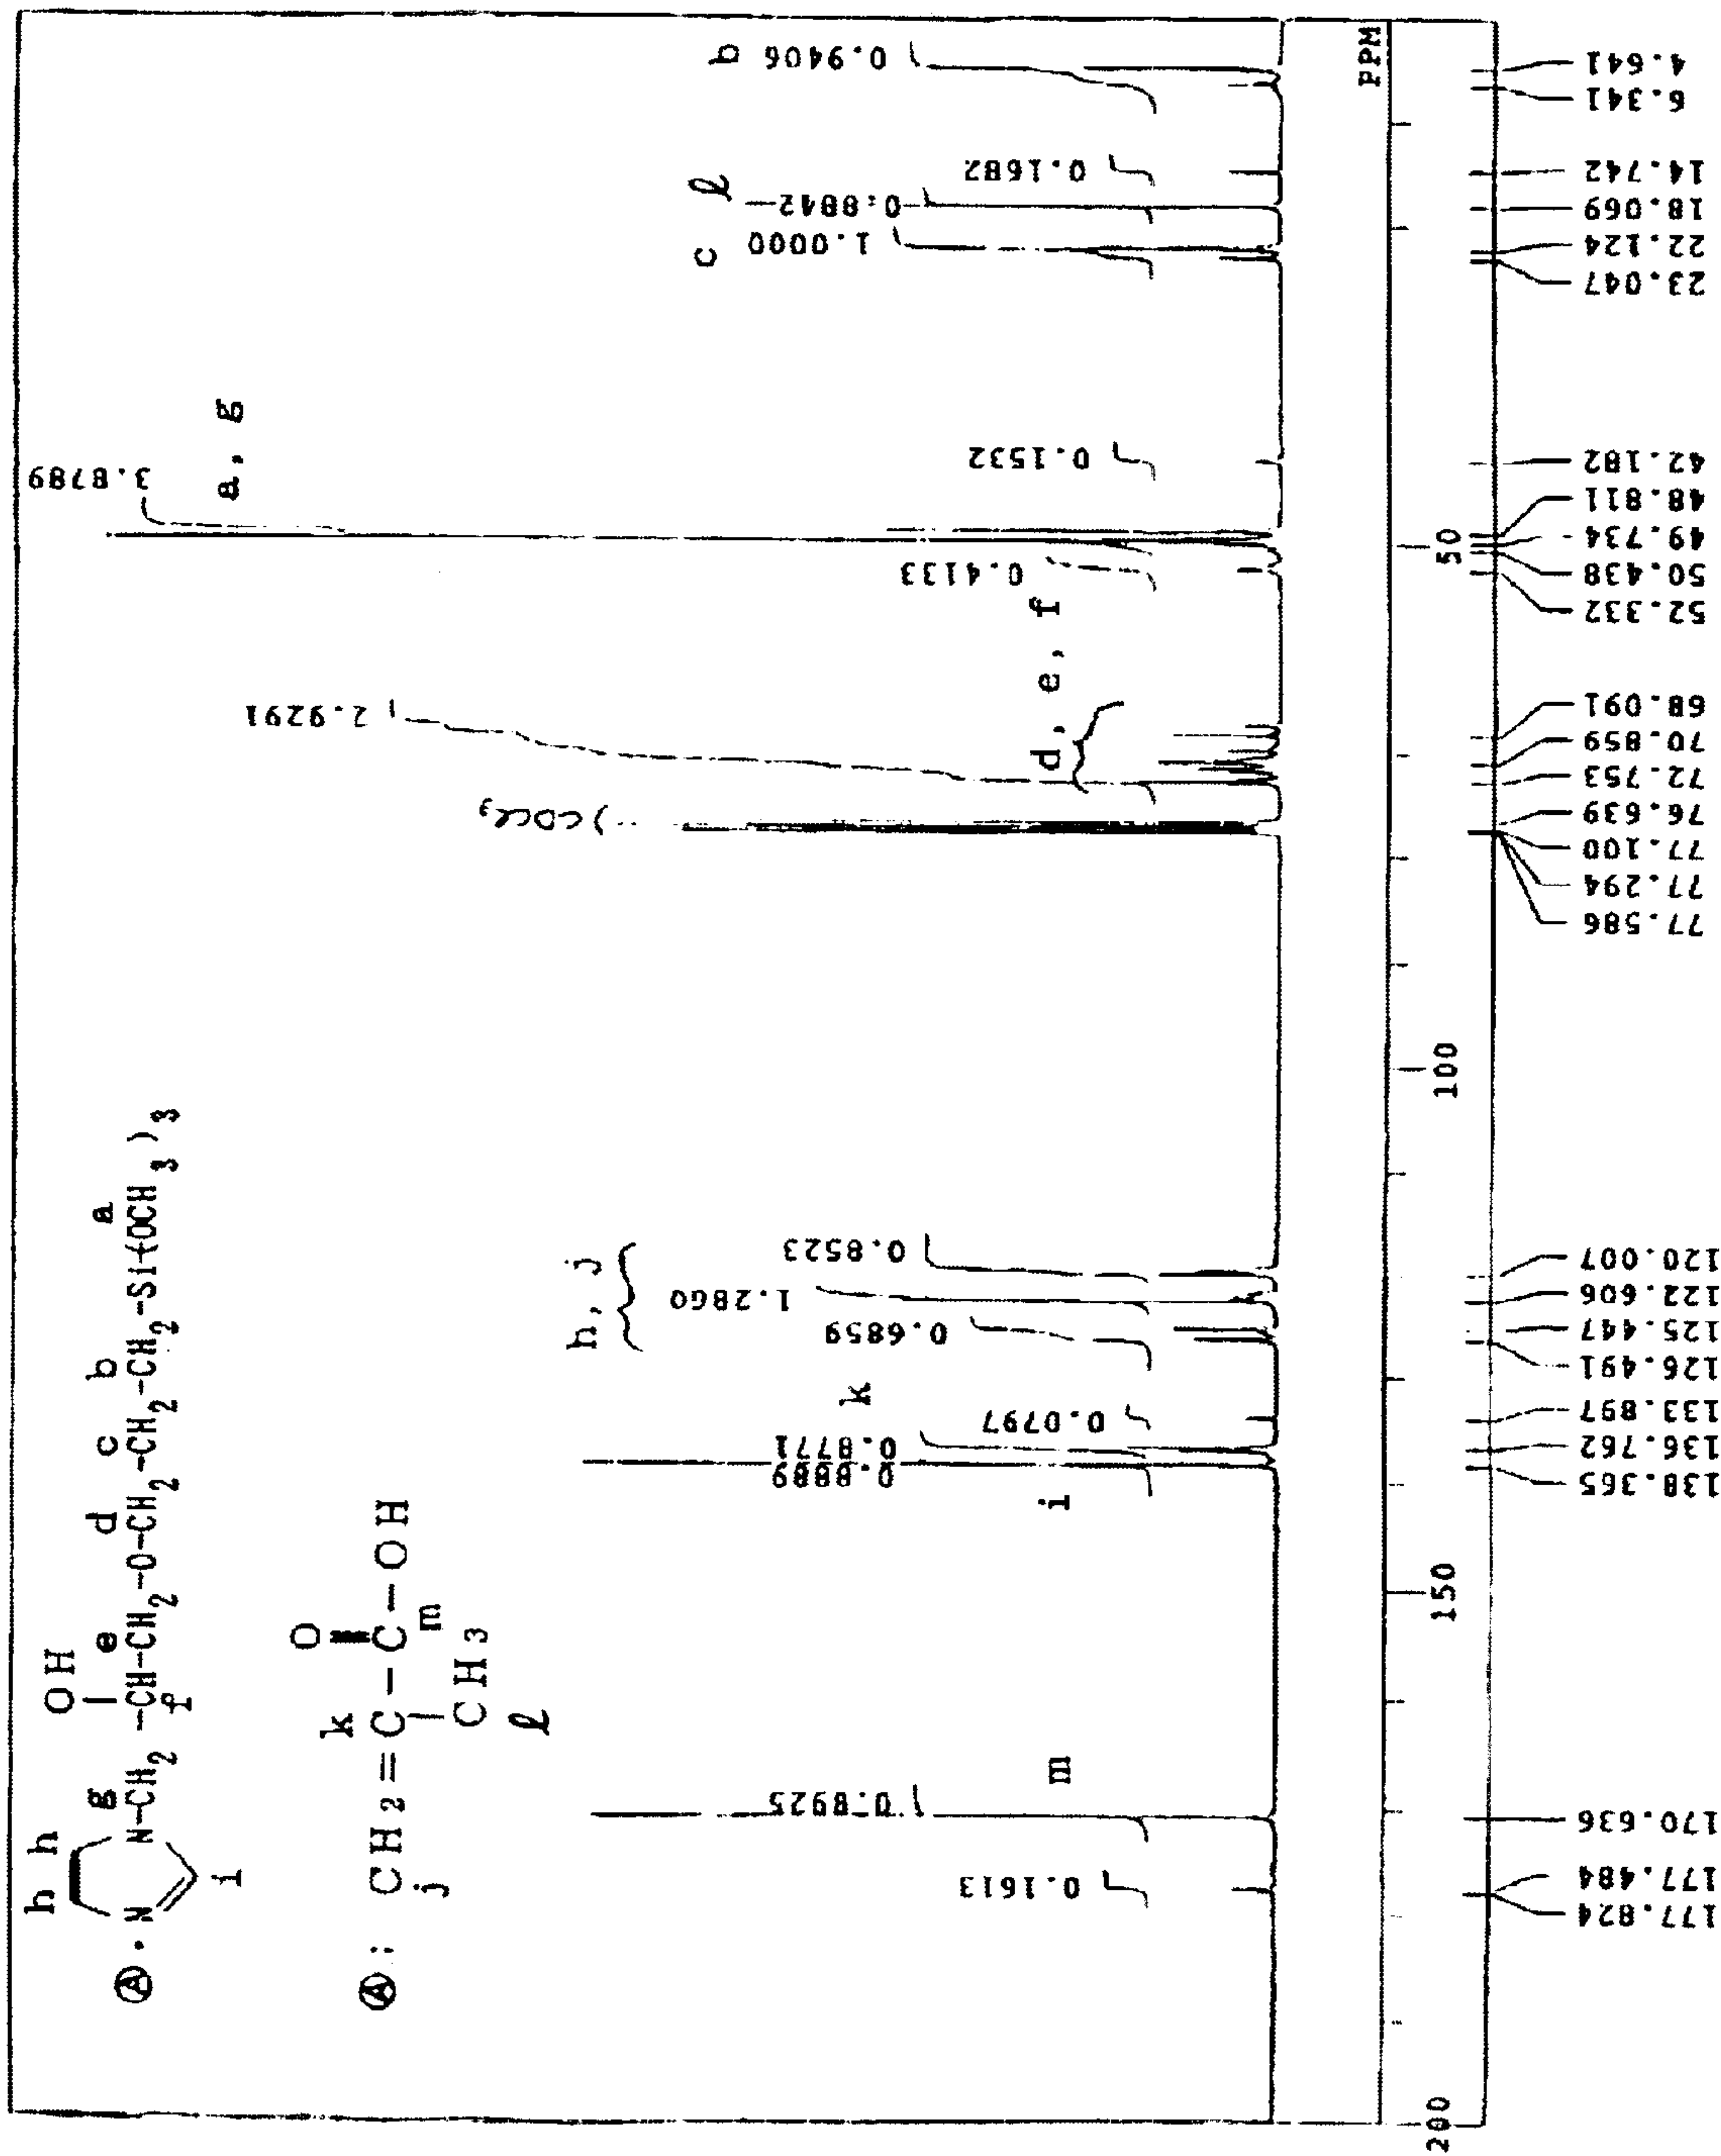 OH
h h g f e d c b a
Ⓐ · N N-CH2-CH-CH2-O-CH2-CH2-CH2-Si(OCH3)3
i
Ⓐ : CH2=C-C-OH
O
CH3
j k l m
0.1613
0.8925
m
0.8889
0.8771
0.0797
i
k
0.6859
1.2860
0.8523
h, j
CDCl3
2.9291
d, e, f
0.4133
3.8789
a, g
0.1532
1.0000
c
0.8842
l
0.1682
0.9406
b
200
150
100
50
PPM
177.824
177.484
170.636
138.365
136.762
133.897
126.491
125.447
122.606
120.007
77.586
77.294
77.100
76.639
72.753
70.859
68.091
52.332
50.438
49.734
48.811
42.182
23.047
22.124
18.069
14.742
6.341
4.641